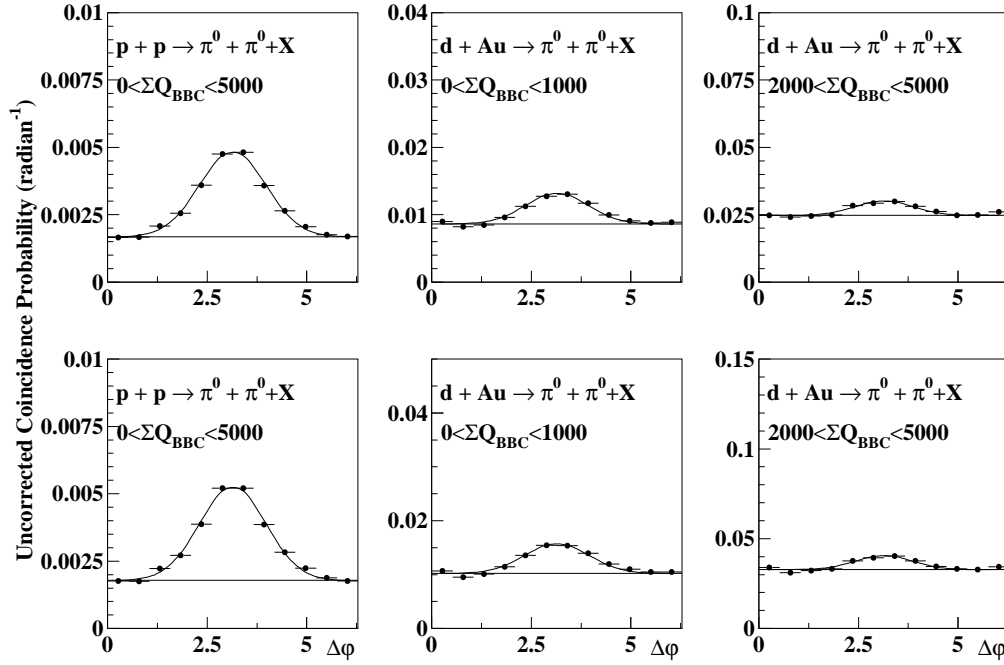 Uncorrected Coincidence Probability (radian⁻¹)
p + p → π⁰ + π⁰+X
0<ΣQ_BBC<5000
0.01
0.0075
0.005
0.0025
0
0 2.5 5
d + Au → π⁰ + π⁰+X
0<ΣQ_BBC<1000
0.04
0.03
0.02
0.01
0
0 2.5 5
d + Au → π⁰ + π⁰+X
2000<ΣQ_BBC<5000
0.1
0.075
0.05
0.025
0
0 2.5 5
p + p → π⁰ + π⁰+X
0<ΣQ_BBC<5000
0.01
0.0075
0.005
0.0025
0
0 2.5 5 Δφ
d + Au → π⁰ + π⁰+X
0<ΣQ_BBC<1000
0.04
0.02
0
0 2.5 5 Δφ
d + Au → π⁰ + π⁰+X
2000<ΣQ_BBC<5000
0.15
0.1
0.05
0
0 2.5 5 Δφ